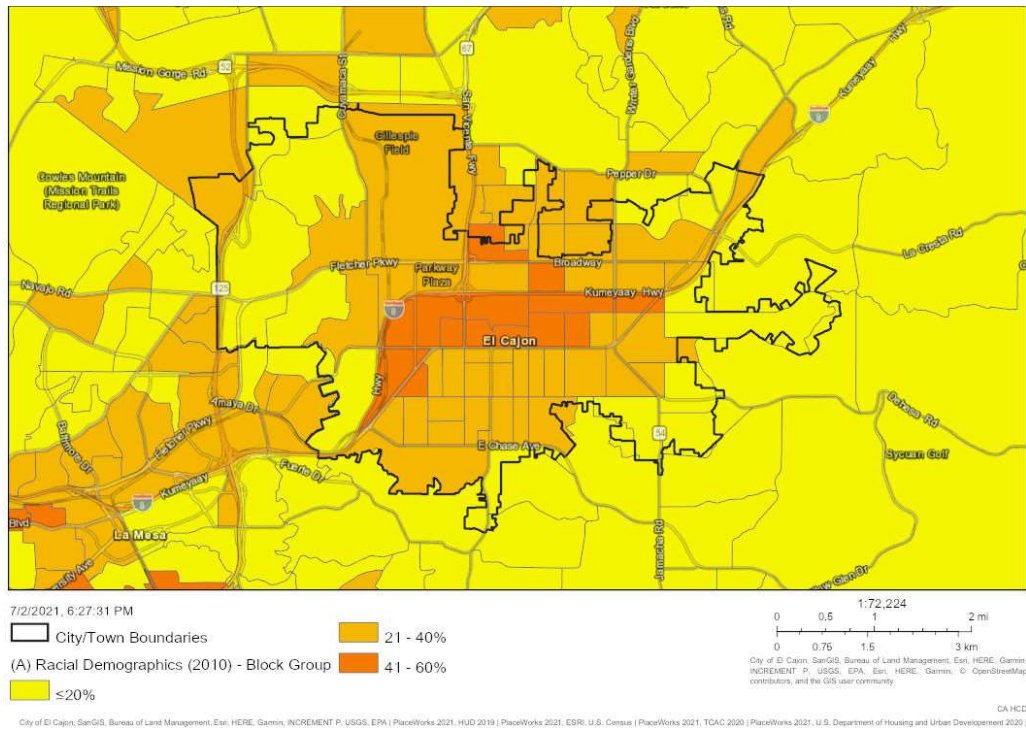 Mission Gorge Rd
52
Cuyamaca St
67
San Vicente Fwy
Winter Gardens Blvd
Rd
Hwy
Kumeyaay
8
Gillespie
Field
Cowles Mountain
(Mission Trails
Regional Park)
Pepper Dr
La Cresta Rd
Navajo Rd
125
Fletcher Pkwy
Parkway
Plaza
Broadway
8
Kumeyaay Hwy
El Cajon
Hwy
Amaya Dr
Fletcher Pkwy
Baltimore Dr
E Chase Ave
54
Dehesa Rd
Sycuan Golf
Fuerte Dr
Kumeyaay
8
Blvd
La Mesa
Jamacha Rd
7/2/2021, 6:27:31 PM
City/Town Boundaries
(A) Racial Demographics (2010) - Block Group
≤20%
21 - 40%
41 - 60%
1:72,224
0 0.5 1 2 mi
0 0.75 1.5 3 km
City of El Cajon, SanGIS, Bureau of Land Management, Esri, HERE, Garmin,
INCREMENT P, USGS, EPA, Esri, HERE, Garmin, © OpenStreetMap
contributors, and the GIS user community
CA HCD
City of El Cajon, SanGIS, Bureau of Land Management, Esri, HERE, Garmin, INCREMENT P, USGS, EPA | PlaceWorks 2021, HUD 2019 | PlaceWorks 2021, ESRI, U.S. Census | PlaceWorks 2021, TCAC 2020 | PlaceWorks 2021, U.S. Department of Housing and Urban Developement 2020 |